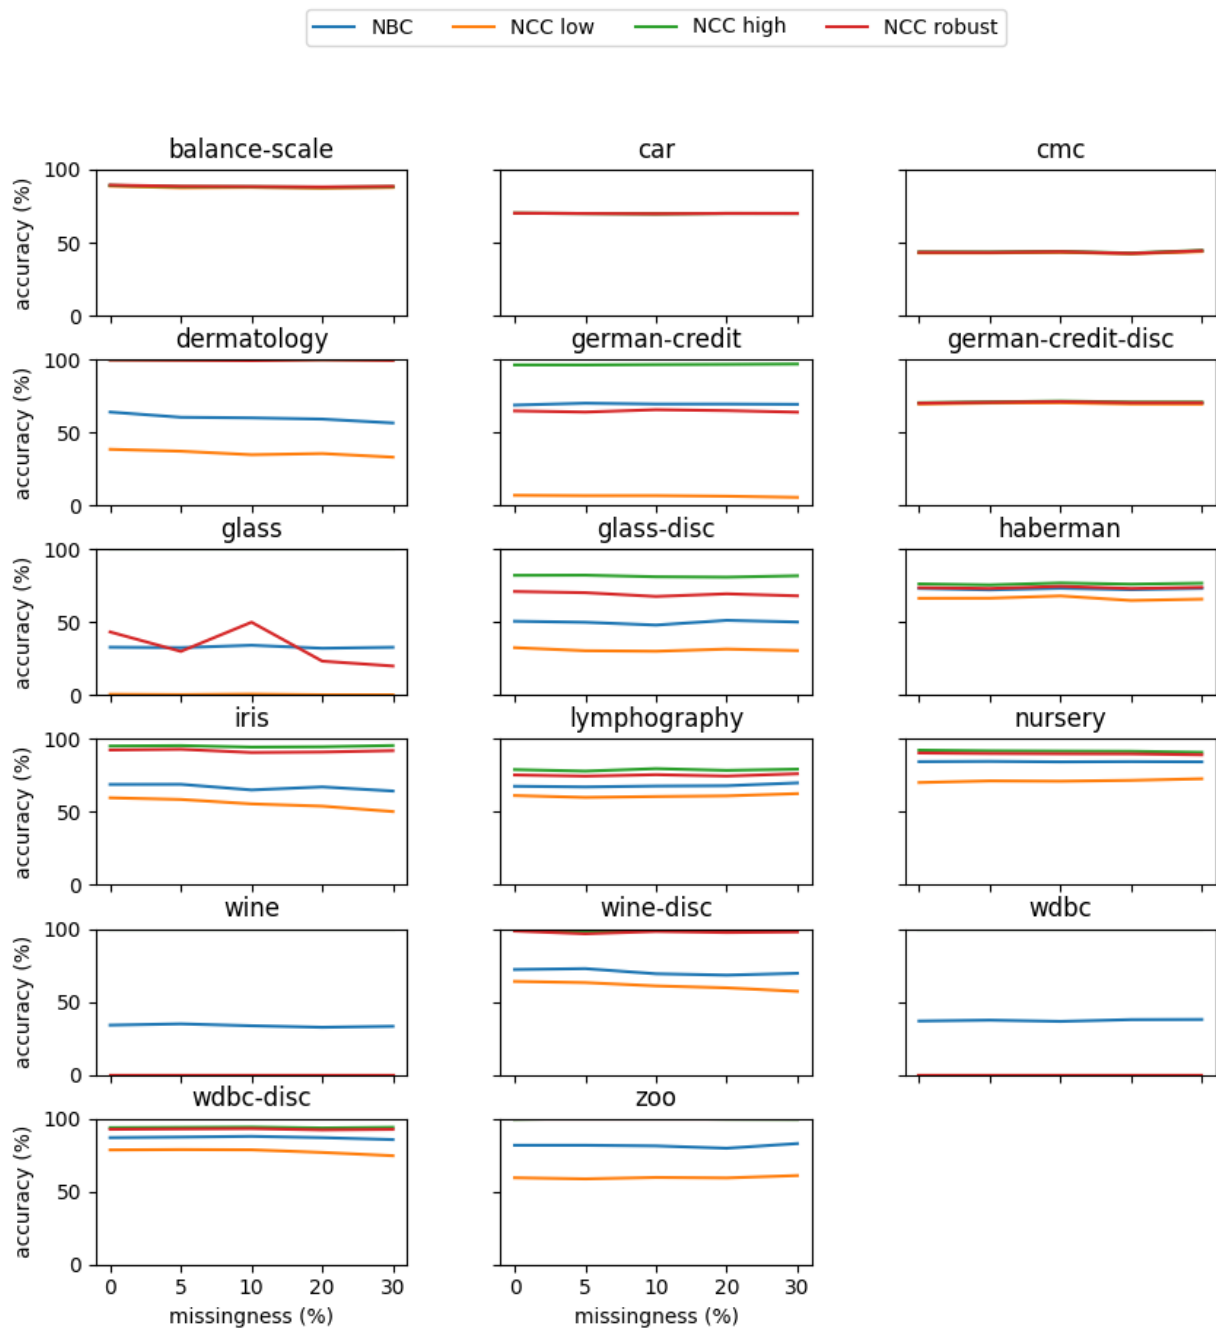 NBC NCC low NCC high NCC robust
balance-scale car cmc
100
50
0
accuracy (%)
dermatology german-credit german-credit-disc
100
50
0
accuracy (%)
glass glass-disc haberman
100
50
0
accuracy (%)
iris lymphography nursery
100
50
0
accuracy (%)
wine wine-disc wdbc
100
50
0
accuracy (%)
wdbc-disc zoo
100
50
0
accuracy (%)
0 5 10 20 30 0 5 10 20 30
missingness (%) missingness (%)